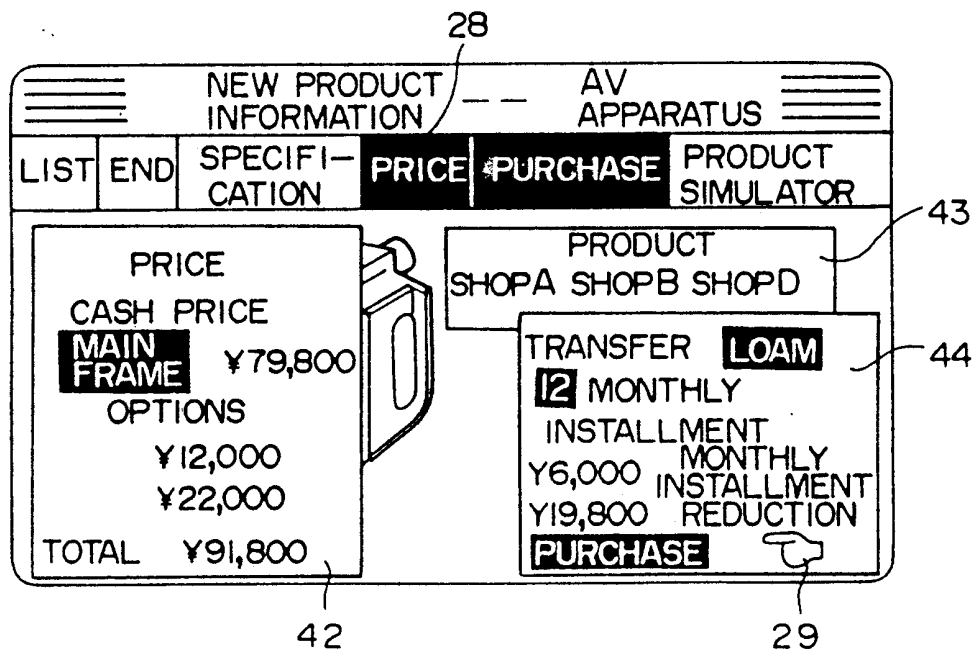 28
NEW PRODUCT INFORMATION -- AV APPARATUS
LIST END SPECIFI-CATION PRICE PURCHASE PRODUCT SIMULATOR
43
PRICE
CASH PRICE
MAIN FRAME ¥79,800
OPTIONS
¥12,000
¥22,000
TOTAL ¥91,800
42
PRODUCT
SHOPA SHOPB SHOPD
TRANSFER LOAM
44
12 MONTHLY
INSTALLMENT
Y6,000 MONTHLY INSTALLMENT
Y19,800 REDUCTION
PURCHASE
29